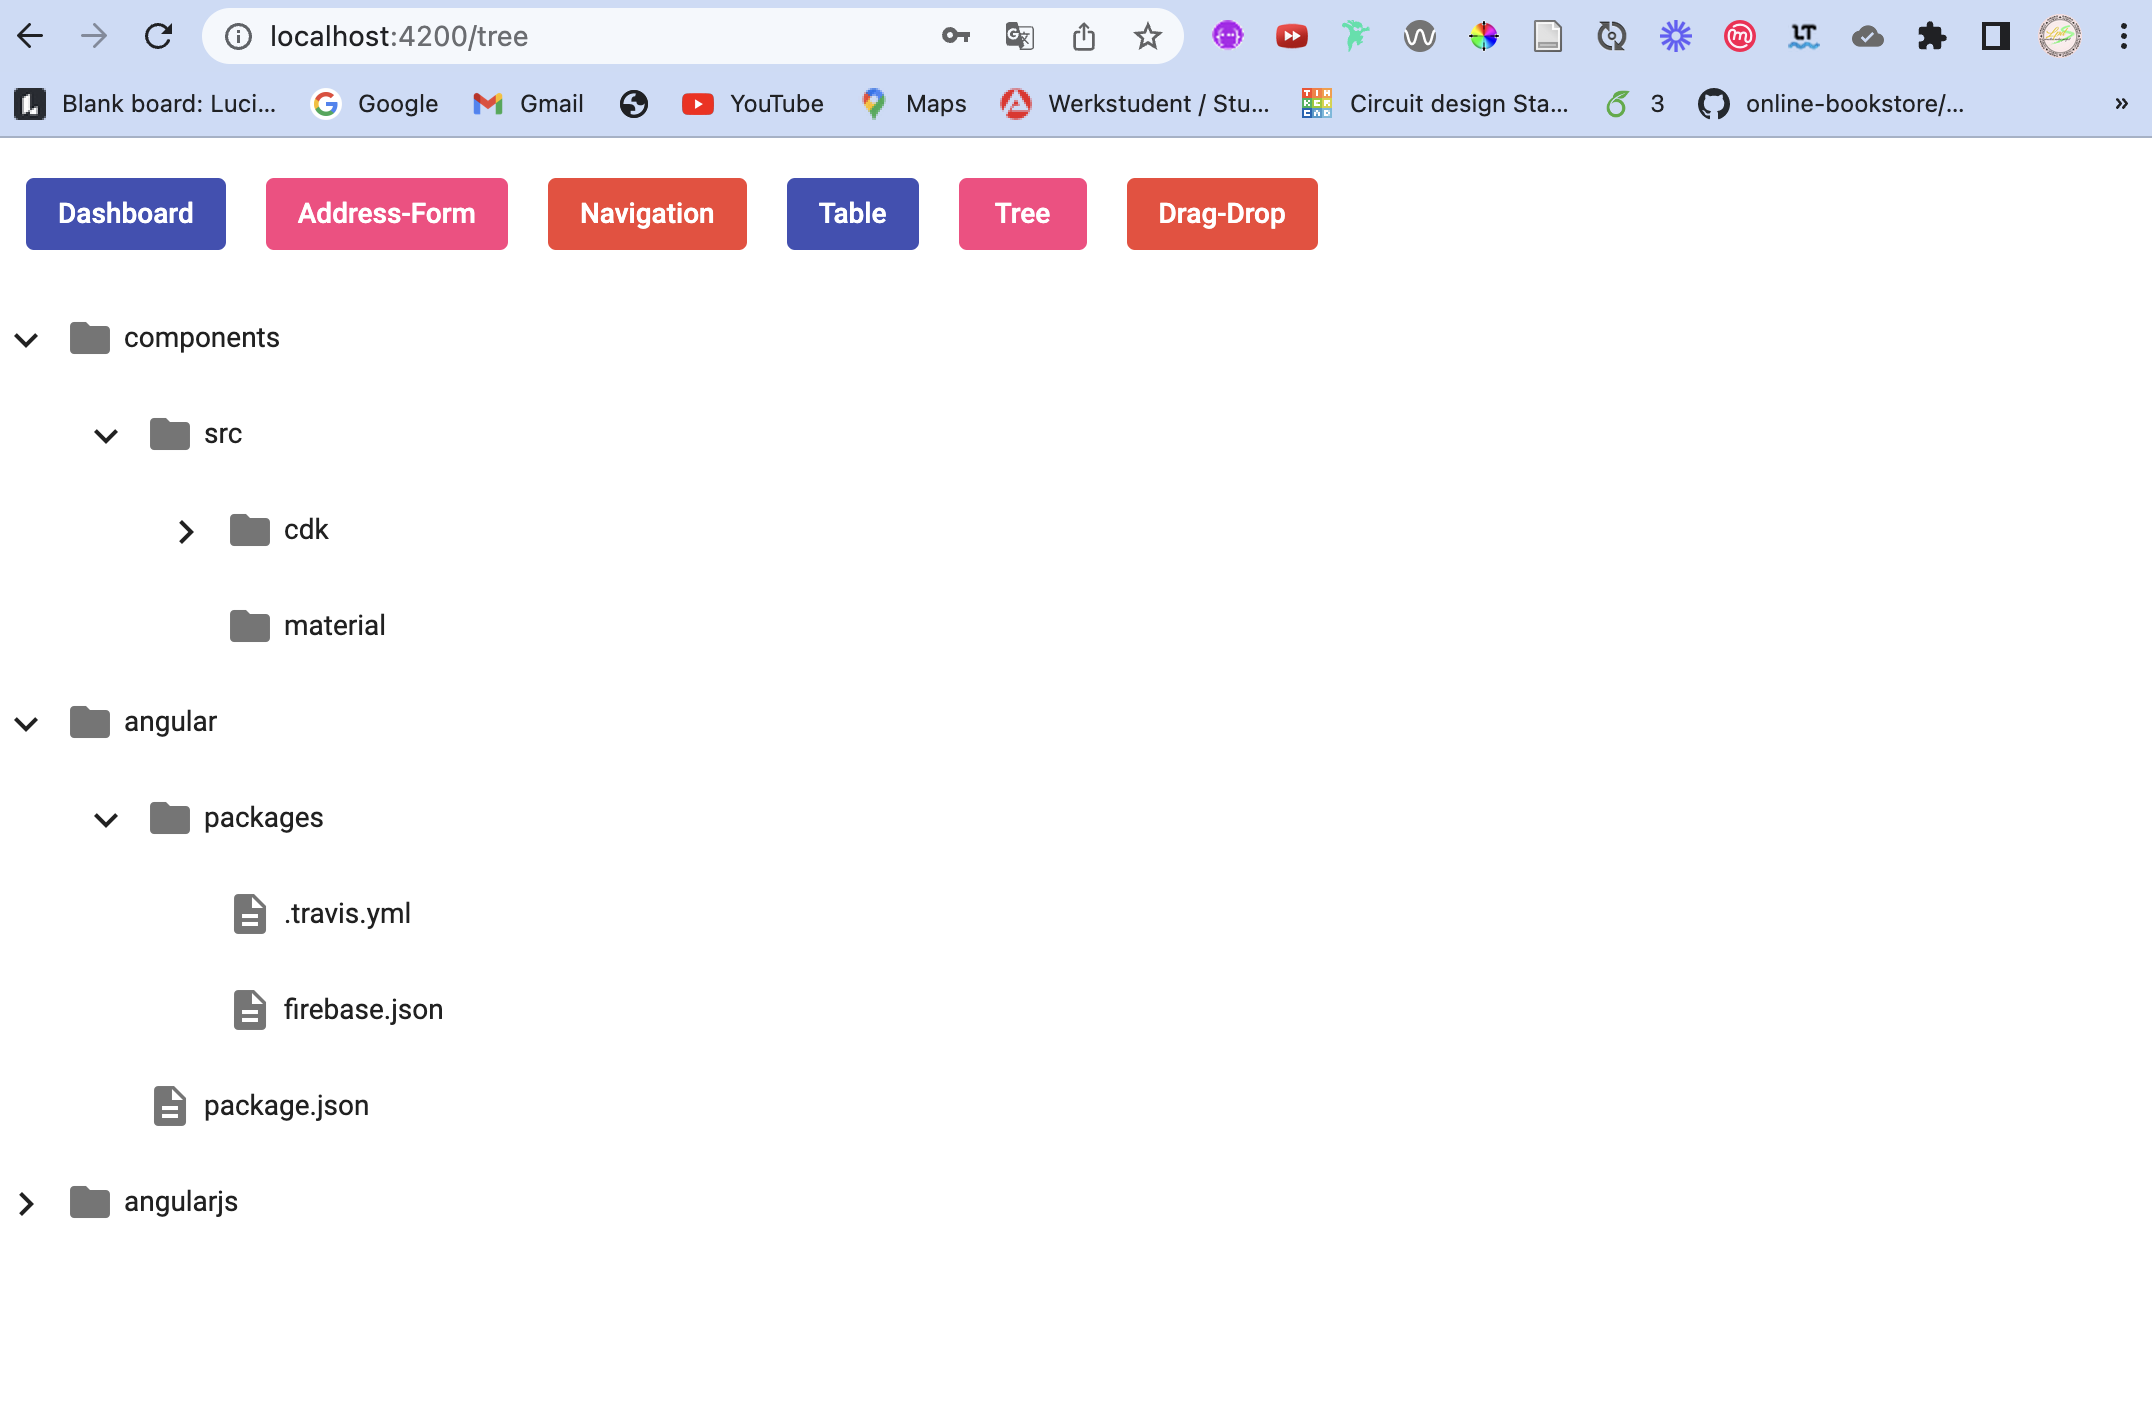 localhost:4200/tree
Blank board: Luci... Google Gmail YouTube Maps Werkstudent / Stu... Circuit design Sta... 3 online-bookstore/... »
Dashboard Address-Form Navigation Table Tree Drag-Drop
components
src
cdk
material
angular
packages
.travis.yml
firebase.json
package.json
angularjs